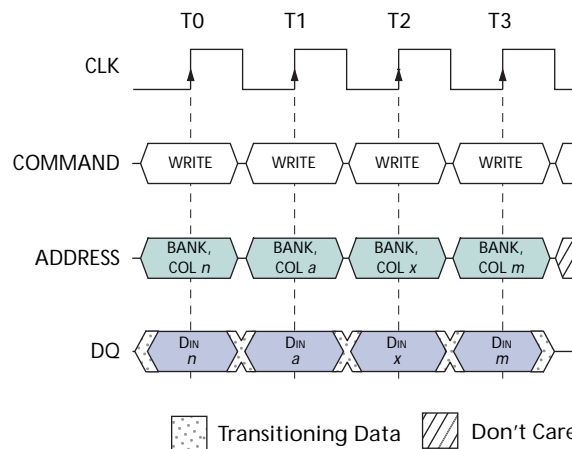 T0 T1 T2 T3
CLK
COMMAND WRITE WRITE WRITE WRITE
ADDRESS BANK, COL n BANK, COL a BANK, COL x BANK, COL m
DQ DIN n DIN a DIN x DIN m
Transitioning Data Don't Care